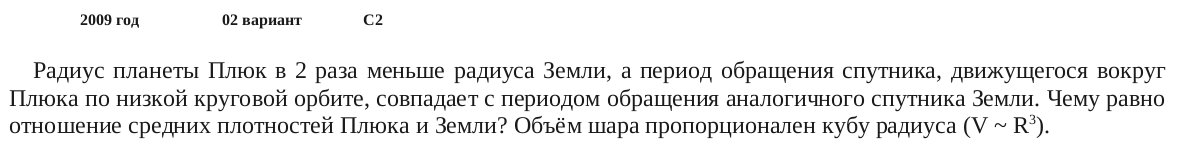 2009 год 02 вариант С2
Радиус планеты Плюк в 2 раза меньше радиуса Земли, а период обращения спутника, движущегося вокруг
Плюка по низкой круговой орбите, совпадает с периодом обращения аналогичного спутника Земли. Чему равно
отношение средних плотностей Плюка и Земли? Объём шара пропорционален кубу радиуса (V ~ R³).